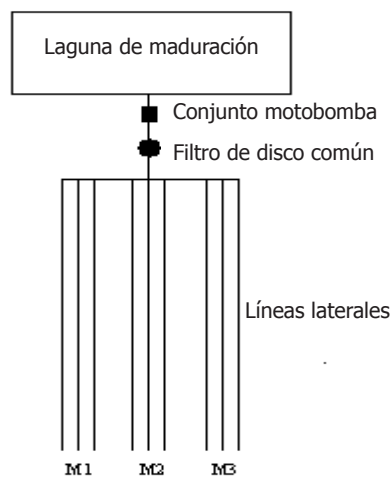 Laguna de maduración
Conjunto motobomba
Filtro de disco común
Líneas laterales
M1 M2 M3